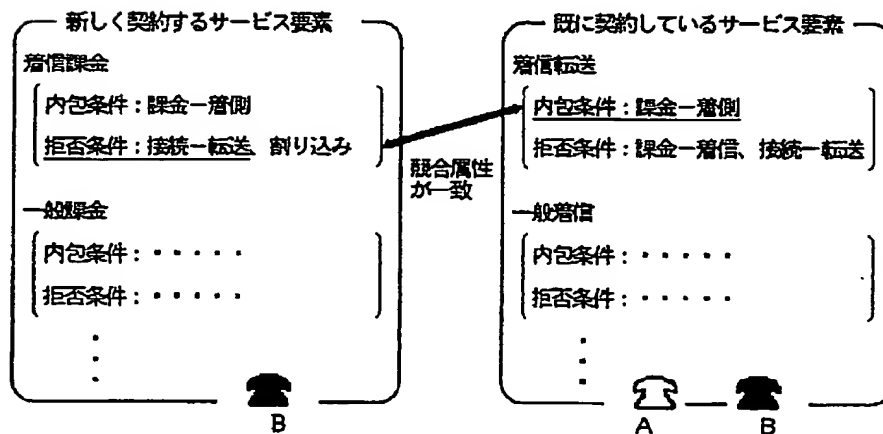 新しく契約するサービス要素
着信課金
内包条件：課金ー着側
拒否条件：接続ー転送、割り込み
一般課金
内包条件：・・・・・
拒否条件：・・・・・
・
・
・
B
競合属性
が一致
既に契約しているサービス要素
着信転送
内包条件：課金ー着側
拒否条件：課金ー着信、接続ー転送
一般着信
内包条件：・・・・・
拒否条件：・・・・・
・
・
・
A
B